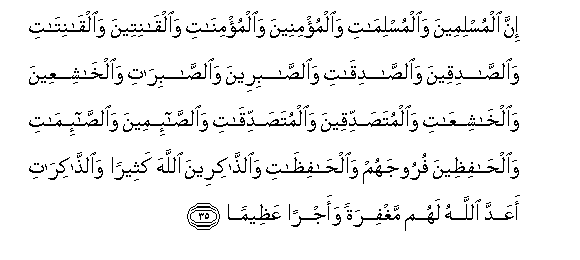 إِنَّ ٱلْمُسْلِمِينَ وَٱلْمُسْلِمَـٰتِ وَٱلْمُؤْمِنِينَ وَٱلْمُؤْمِنَـٰتِ وَٱلْقَـٰنِتِينَ وَٱلْقَـٰنِتَـٰتِ
وَٱلصَّـٰدِقِينَ وَٱلصَّـٰدِقَـٰتِ وَٱلصَّـٰبِرِينَ وَٱلصَّـٰبِرَٰتِ وَٱلْخَـٰشِعِينَ
وَٱلْخَـٰشِعَـٰتِ وَٱلْمُتَصَدِّقِينَ وَٱلْمُتَصَدِّقَـٰتِ وَٱلصَّـٰٓئِمِينَ وَٱلصَّـٰٓئِمَـٰتِ
وَٱلْحَـٰفِظِينَ فُرُوجَهُمْ وَٱلْحَـٰفِظَـٰتِ وَٱلذَّٰكِرِينَ ٱللَّهَ كَثِيرًا وَٱلذَّٰكِرَٰتِ
أَعَدَّ ٱللَّهُ لَهُم مَّغْفِرَةً وَأَجْرًا عَظِيمًا ٣٥